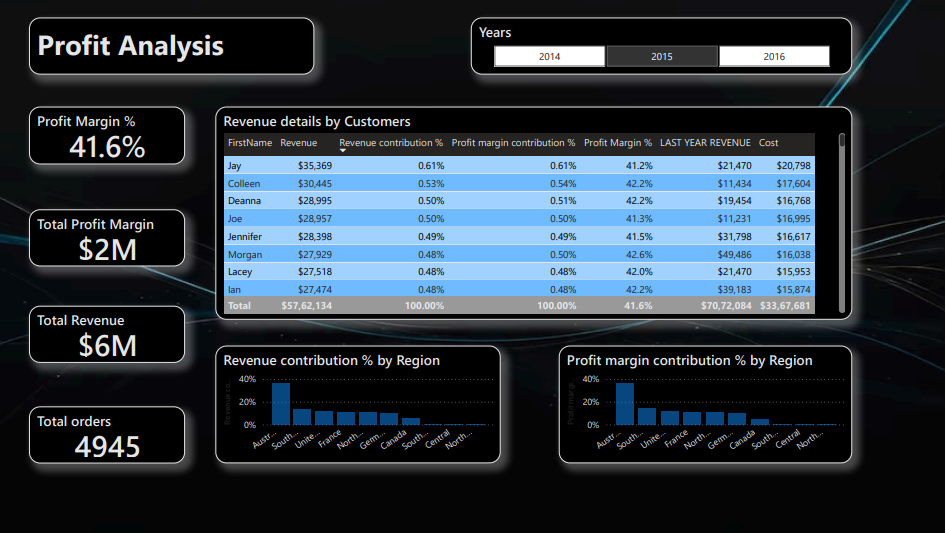 Profit Analysis
Years
2014 2015 2016
Profit Margin %
41.6%
Total Profit Margin
$2M
Total Revenue
$6M
Total orders
4945
Revenue details by Customers
FirstName Revenue Revenue contribution % Profit margin contribution % Profit Margin % LAST YEAR REVENUE Cost
Jay $35,369 0.61% 0.61% 41.2% $21,470 $20,798
Colleen $30,445 0.53% 0.54% 42.2% $11,434 $17,604
Deanna $28,995 0.50% 0.51% 42.2% $19,454 $16,768
Joe $28,957 0.50% 0.50% 41.3% $11,231 $16,995
Jennifer $28,398 0.49% 0.49% 41.5% $31,798 $16,617
Morgan $27,929 0.48% 0.50% 42.6% $49,486 $16,038
Lacey $27,518 0.48% 0.48% 42.0% $21,470 $15,953
Ian $27,474 0.48% 0.48% 42.2% $39,183 $15,874
Total $57,62,134 100.00% 100.00% 41.6% $70,72,084 $33,67,681
Revenue contribution % by Region
Revenue co...
40%
20%
0%
Austr... South... Unite... France North... Germ... Canada South... Central North...
Profit margin contribution % by Region
Profit margi...
40%
20%
0%
Austr... South... Unite... France North... Germ... Canada South... Central North...